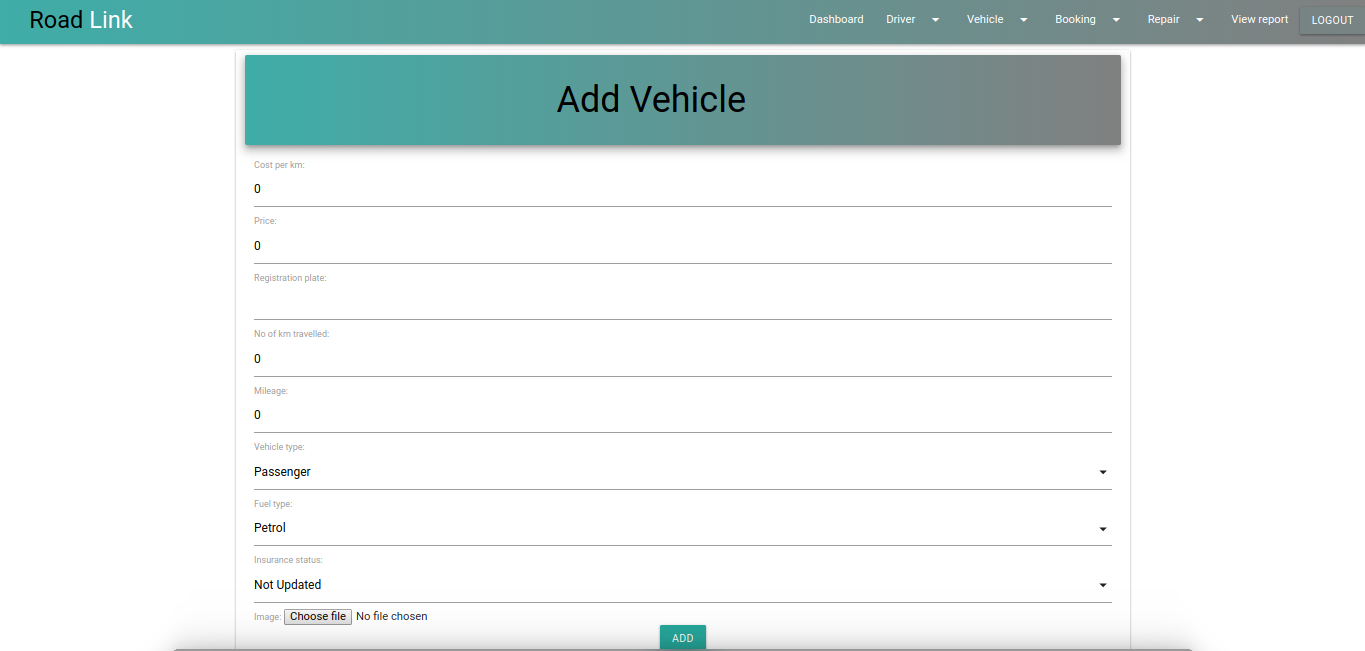 Road Link
Dashboard Driver Vehicle Booking Repair View report LOGOUT
Add Vehicle
Cost per km:
0
Price:
0
Registration plate:
No of km travelled:
0
Mileage:
0
Vehicle type:
Passenger
Fuel type:
Petrol
Insurance status:
Not Updated
Image: Choose file No file chosen
ADD